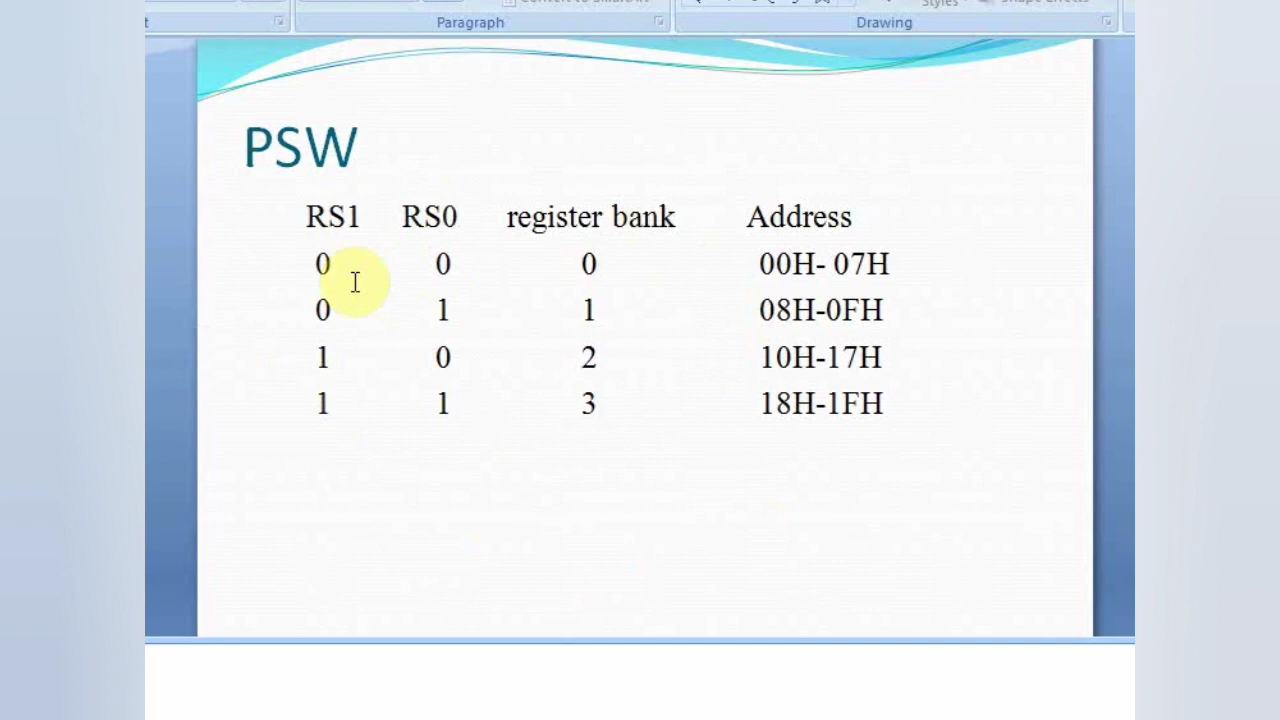 Paragraph
Drawing
PSW
RS1 RS0 register bank Address
0 0 0 00H- 07H
0 1 1 08H-0FH
1 0 2 10H-17H
1 1 3 18H-1FH